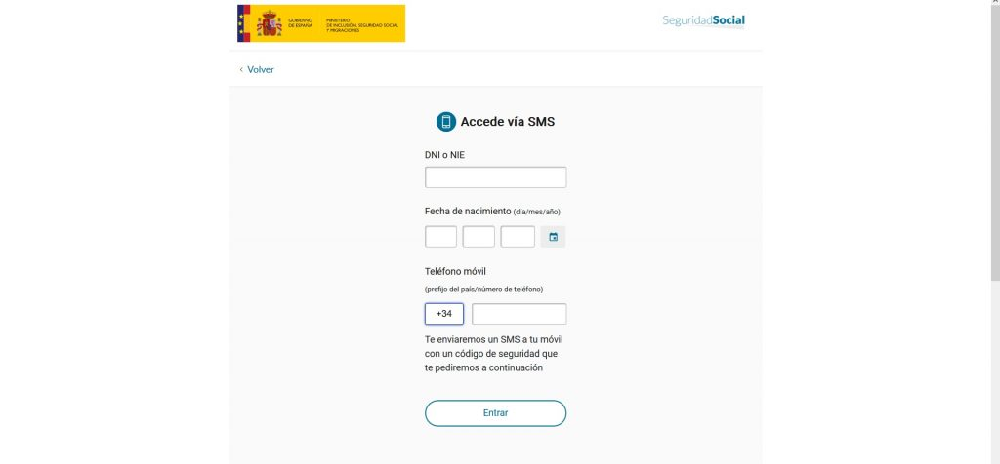 GOBIERNO
DE ESPAÑA
MINISTERIO
DE INCLUSIÓN, SEGURIDAD SOCIAL
Y MIGRACIONES
SeguridadSocial
‹ Volver
Accede vía SMS
DNI o NIE
Fecha de nacimiento (día/mes/año)
Teléfono móvil
(prefijo del país/número de teléfono)
+34
Te enviaremos un SMS a tu móvil
con un código de seguridad que
te pediremos a continuación
Entrar